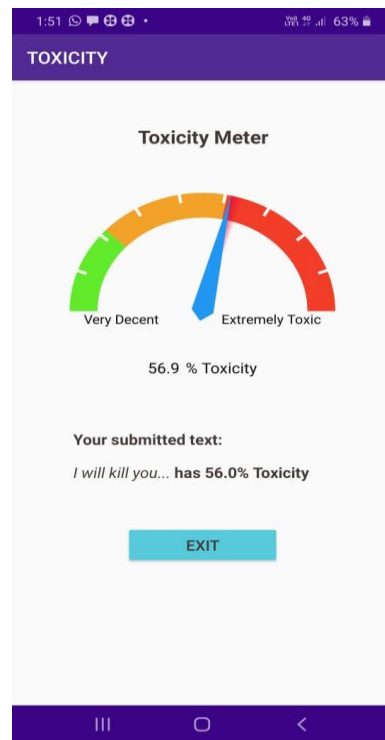 1:51 63%
TOXICITY
Toxicity Meter
Very Decent Extremely Toxic
56.9 % Toxicity
Your submitted text:
I will kill you... has 56.0% Toxicity
EXIT